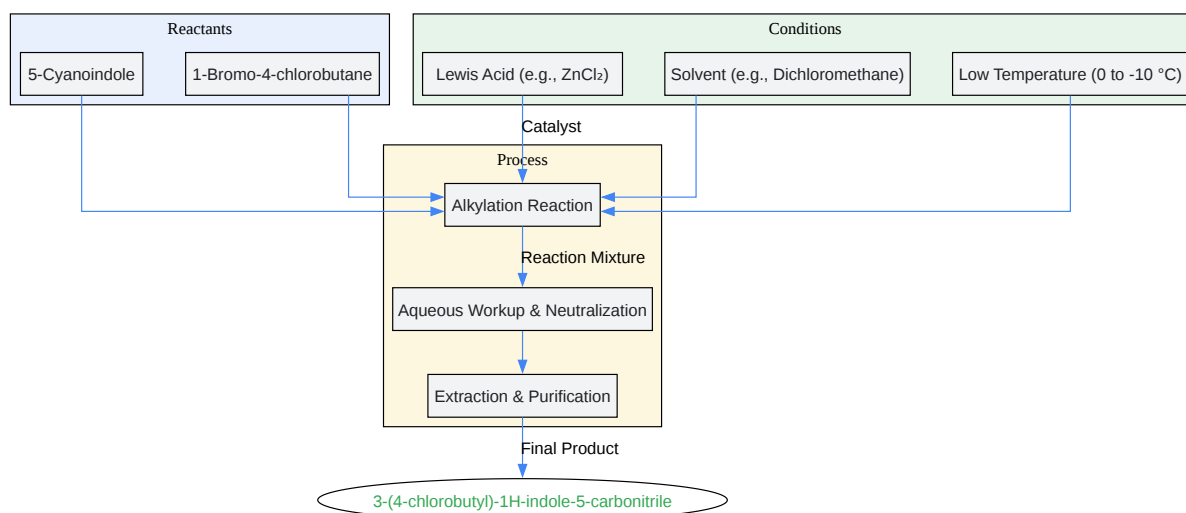 Reactants
Conditions
5-Cyanoindole
1-Bromo-4-chlorobutane
Lewis Acid (e.g., ZnCl₂)
Solvent (e.g., Dichloromethane)
Low Temperature (0 to -10 °C)
Catalyst
Process
Alkylation Reaction
Reaction Mixture
Aqueous Workup & Neutralization
Extraction & Purification
Final Product
3-(4-chlorobutyl)-1H-indole-5-carbonitrile